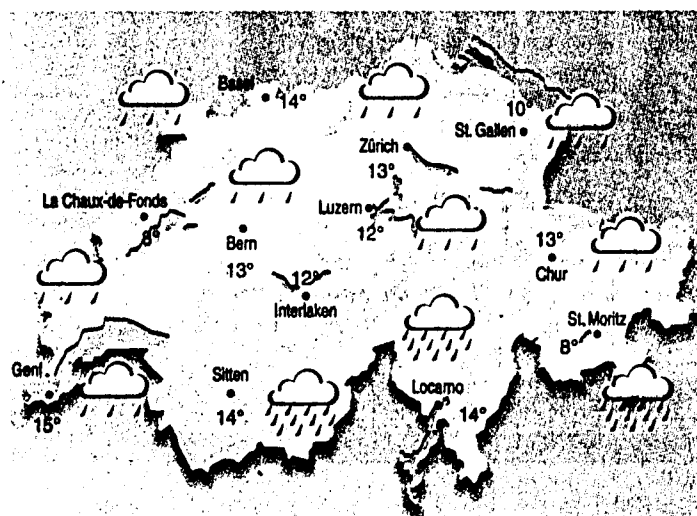 Basel
14°
10°
St. Gallen
Zürich
13°
La Chaux-de-Fonds
8°
Luzern
12°
Bern
13°
13°
Chur
12°
Interlaken
St. Moritz
8°
Genf
15°
Sitten
14°
Locarno
14°